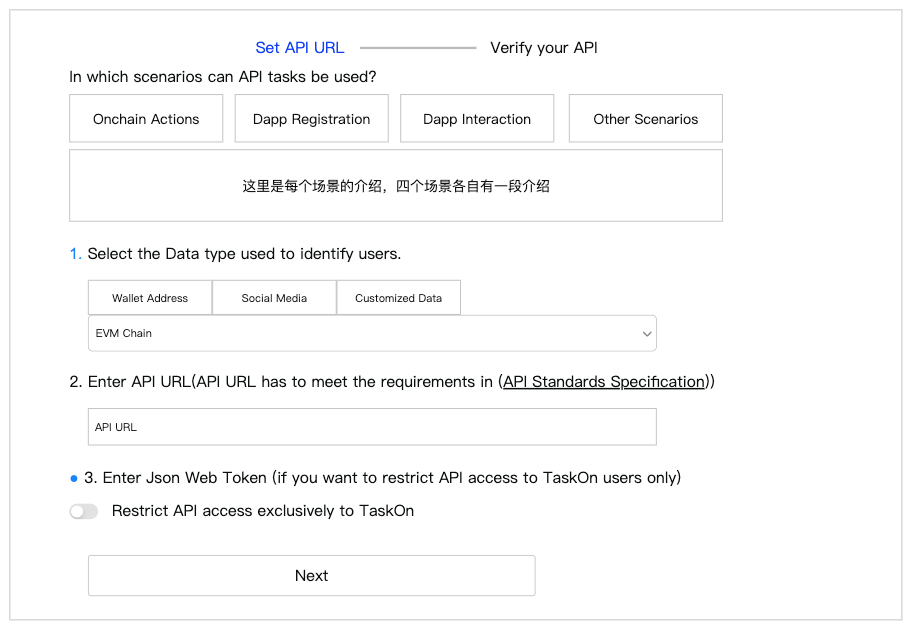 Set API URL Verify your API
In which scenarios can API tasks be used?
Onchain Actions Dapp Registration Dapp Interaction Other Scenarios
这里是每个场景的介绍，四个场景各自有一段介绍
1. Select the Data type used to identify users.
Wallet Address Social Media Customized Data
EVM Chain
2. Enter API URL(API URL has to meet the requirements in (API Standards Specification))
API URL
3. Enter Json Web Token (if you want to restrict API access to TaskOn users only)
Restrict API access exclusively to TaskOn
Next